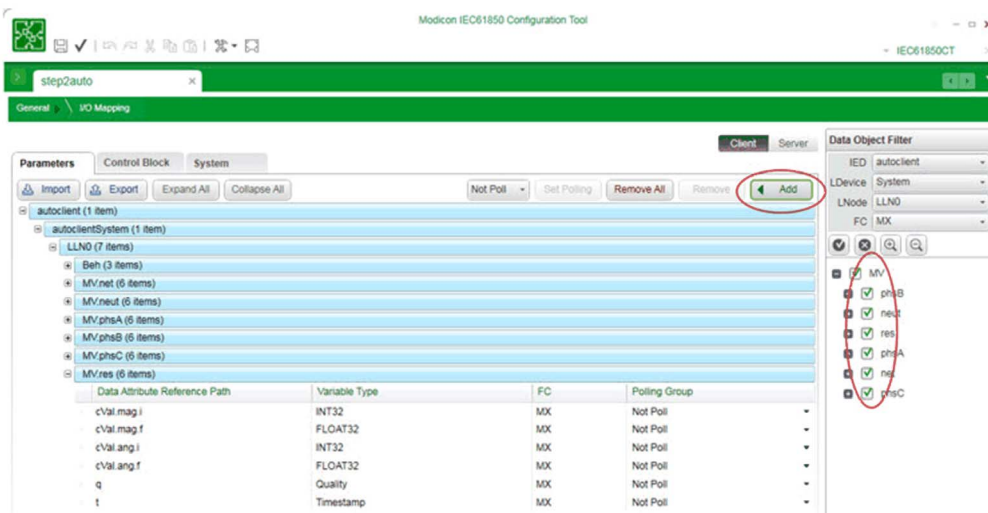 Modicon IEC61850 Configuration Tool
IEC61850CT
step2auto
General I/O Mapping
Client Server
Data Object Filter
Parameters Control Block System
IED autoclient
Import Export Expand All Collapse All Not Poll Set Polling Remove All Remove Add
LDevice System
LNode LLN0
FC MX
autoclient (1 item)
autoclientSystem (1 item)
LLN0 (7 items)
Beh (3 items)
MV.net (6 items)
MV.neut (6 items)
MV.phsA (6 items)
MV.phsB (6 items)
MV.phsC (6 items)
MV.res (6 items)
Data Attribute Reference Path Variable Type FC Polling Group
cVal.mag.i INT32 MX Not Poll
cVal.mag.f FLOAT32 MX Not Poll
cVal.ang.i INT32 MX Not Poll
cVal.ang.f FLOAT32 MX Not Poll
q Quality MX Not Poll
t Timestamp MX Not Poll
MV
phsB
neut
res
phsA
net
phsC